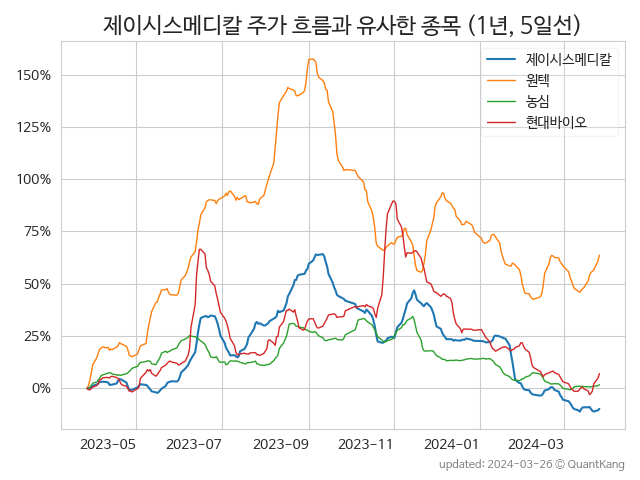 제이시스메디칼 주가 흐름과 유사한 종목 (1년, 5일선)
제이시스메디칼
원텍
농심
현대바이오
150%
125%
100%
75%
50%
25%
0%
2023-05
2023-07
2023-09
2023-11
2024-01
2024-03
updated: 2024-03-26 © QuantKang